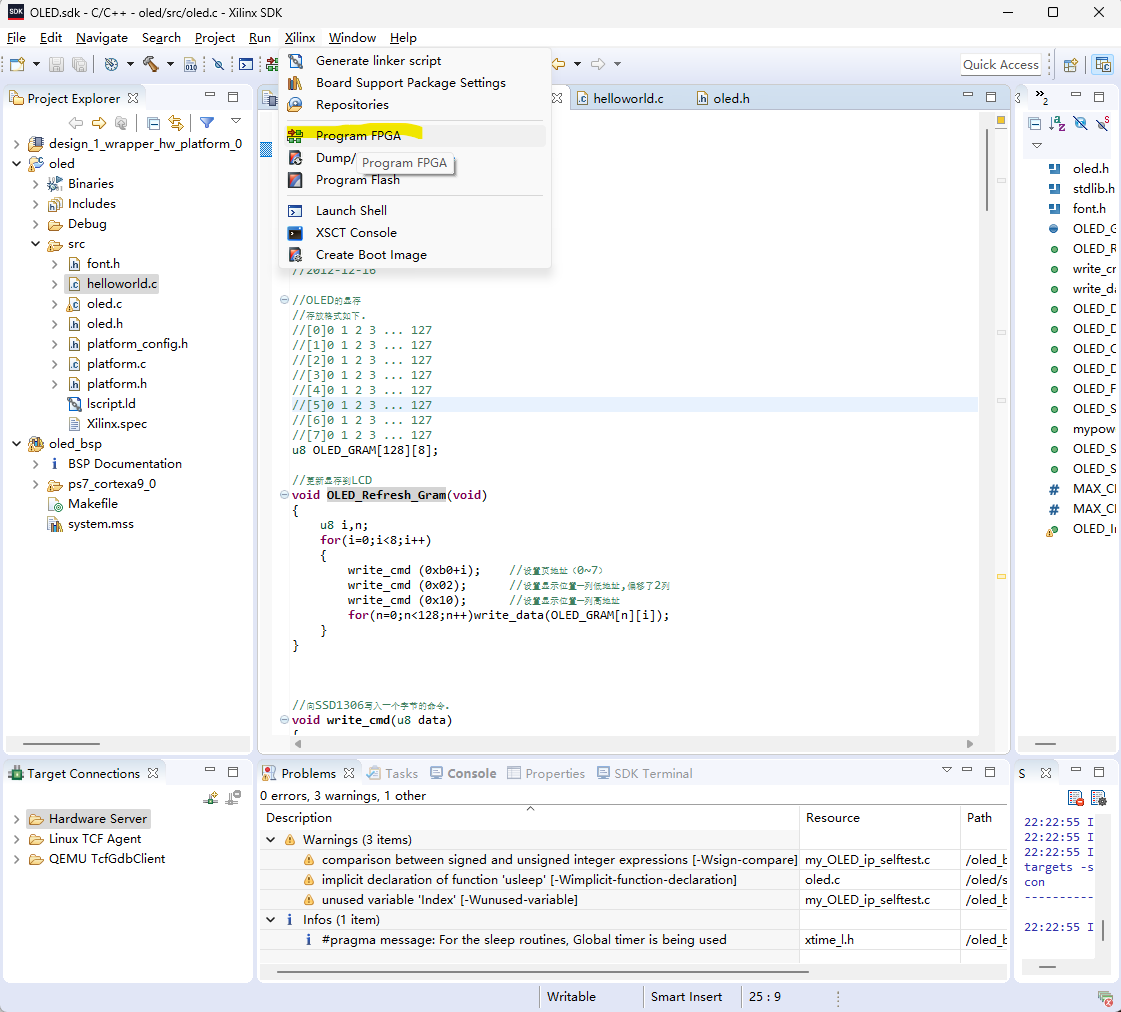 OLED.sdk - C/C++ - oled/src/oled.c - Xilinx SDK
File Edit Navigate Search Project Run Xilinx Window Help
Quick Access
Generate linker script
Board Support Package Settings
Repositories
Program FPGA
Dump/
Program FPGA
Program Flash
Launch Shell
XSCT Console
Create Boot Image
Project Explorer
design_1_wrapper_hw_platform_0
oled
Binaries
Includes
Debug
src
font.h
helloworld.c
oled.c
oled.h
platform_config.h
platform.c
platform.h
lscript.ld
Xilinx.spec
oled_bsp
BSP Documentation
ps7_cortexa9_0
Makefile
system.mss
helloworld.c
oled.h
//2012-12-16
//OLED的显存
//存放格式如下.
//[0]0 1 2 3 ... 127
//[1]0 1 2 3 ... 127
//[2]0 1 2 3 ... 127
//[3]0 1 2 3 ... 127
//[4]0 1 2 3 ... 127
//[5]0 1 2 3 ... 127
//[6]0 1 2 3 ... 127
//[7]0 1 2 3 ... 127
u8 OLED_GRAM[128][8];
//更新显存到LCD
void OLED_Refresh_Gram(void)
{
u8 i,n;
for(i=0;i<8;i++)
{
write_cmd (0xb0+i); //设置页地址（0~7）
write_cmd (0x02); //设置显示位置—列低地址,偏移了2列
write_cmd (0x10); //设置显示位置—列高地址
for(n=0;n<128;n++)write_data(OLED_GRAM[n][i]);
}
}
//向SSD1306写入一个字节的命令.
void write_cmd(u8 data)
{
2
oled.h
stdlib.h
font.h
OLED_G
OLED_R
write_cr
write_da
OLED_D
OLED_D
OLED_C
OLED_D
OLED_F
OLED_S
mypow
OLED_S
OLED_S
MAX_CH
MAX_CH
OLED_In
Target Connections
Hardware Server
Linux TCF Agent
QEMU TcfGdbClient
Problems Tasks Console Properties SDK Terminal
0 errors, 3 warnings, 1 other
Description Resource Path
Warnings (3 items)
comparison between signed and unsigned integer expressions [-Wsign-compare] my_OLED_ip_selftest.c /oled_b
implicit declaration of function 'usleep' [-Wimplicit-function-declaration] oled.c /oled/s
unused variable 'Index' [-Wunused-variable] my_OLED_ip_selftest.c /oled_b
Infos (1 item)
#pragma message: For the sleep routines, Global timer is being used xtime_l.h /oled_b
S
22:22:55 I
22:22:55 I
22:22:55 I
targets -s
con
----------
22:22:55 I
Writable Smart Insert 25 : 9